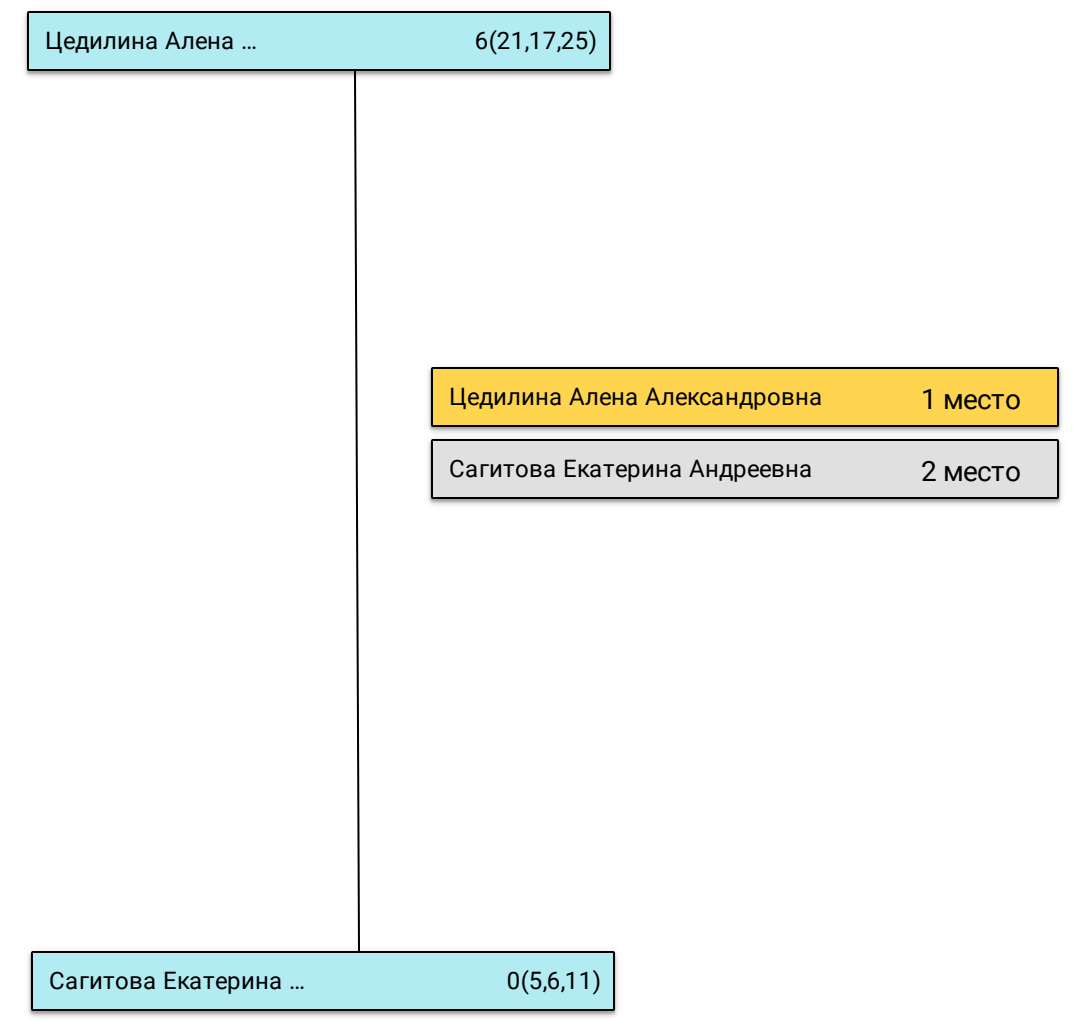 Цедилина Алена ... 6(21,17,25)
Цедилина Алена Александровна 1 место
Сагитова Екатерина Андреевна 2 место
Сагитова Екатерина ... 0(5,6,11)